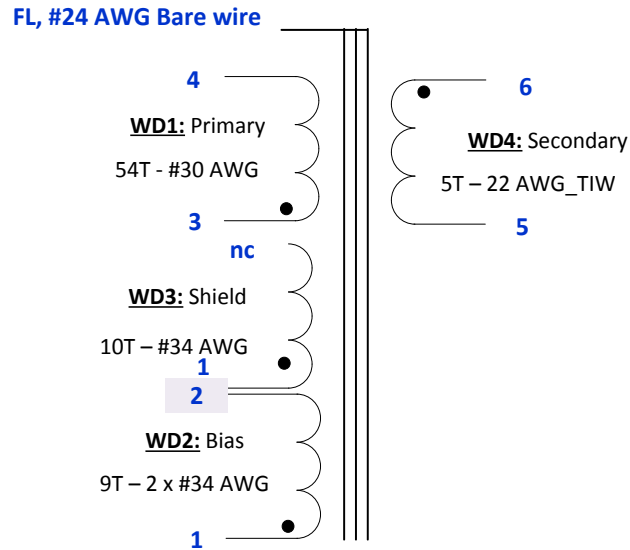 FL, #24 AWG Bare wire
4
WD1: Primary
54T - #30 AWG
3
nc
WD3: Shield
10T – #34 AWG
1
2
WD2: Bias
9T – 2 x #34 AWG
1
6
WD4: Secondary
5T – 22 AWG_TIW
5